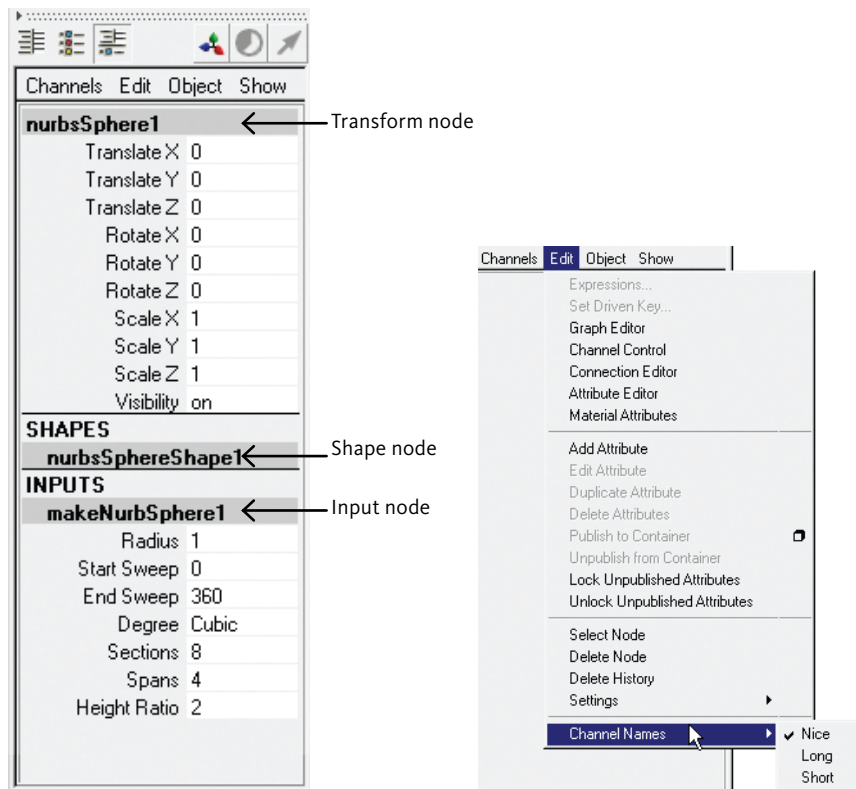 Channels Edit Object Show
nurbsSphere1
Transform node
Translate X 0
Translate Y 0
Translate Z 0
Rotate X 0
Rotate Y 0
Rotate Z 0
Scale X 1
Scale Y 1
Scale Z 1
Visibility on
SHAPES
nurbsSphereShape1
Shape node
INPUTS
makeNurbSphere1
Input node
Radius 1
Start Sweep 0
End Sweep 360
Degree Cubic
Sections 8
Spans 4
Height Ratio 2
Channels Edit Object Show
Expressions...
Set Driven Key...
Graph Editor
Channel Control
Connection Editor
Attribute Editor
Material Attributes
Add Attribute
Edit Attribute
Duplicate Attribute
Delete Attributes
Publish to Container
Unpublish from Container
Lock Unpublished Attributes
Unlock Unpublished Attributes
Select Node
Delete Node
Delete History
Settings
Channel Names
Nice
Long
Short